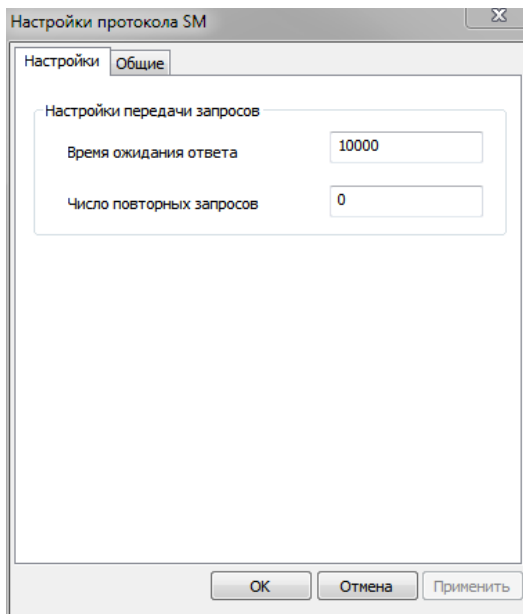 Настройки протокола SM
Настройки Общие
Настройки передачи запросов
Время ожидания ответа 10000
Число повторных запросов 0
OK Отмена Применить